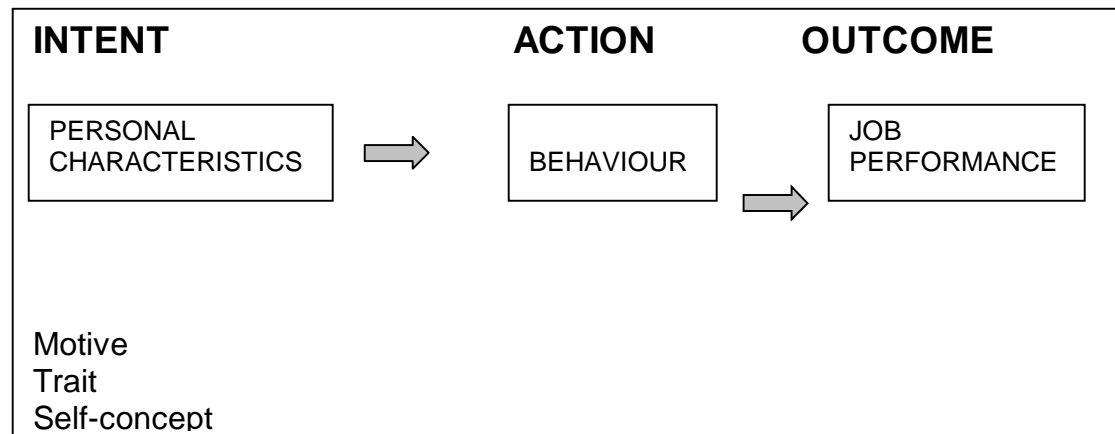 INTENT ACTION OUTCOME
PERSONAL
CHARACTERISTICS
BEHAVIOUR
JOB
PERFORMANCE
Motive
Trait
Self-concept